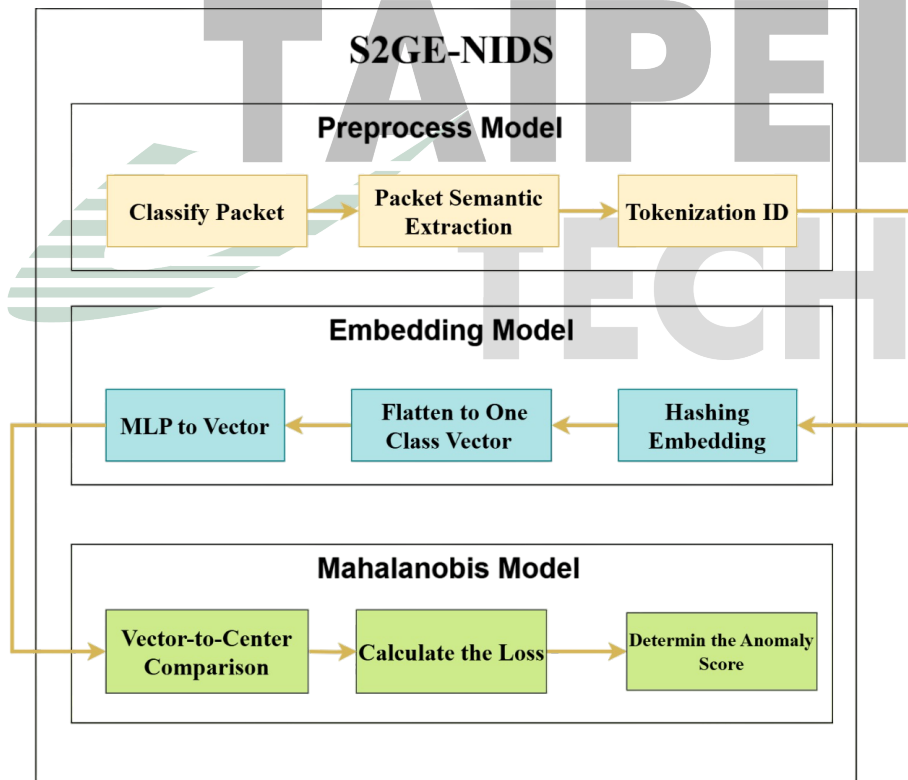 TAIPEI
TECH
S2GE-NIDS
Preprocess Model
Classify Packet
Packet Semantic
Extraction
Tokenization ID
Embedding Model
MLP to Vector
Flatten to One
Class Vector
Hashing
Embedding
Mahalanobis Model
Vector-to-Center
Comparison
Calculate the Loss
Determin the Anomaly
Score